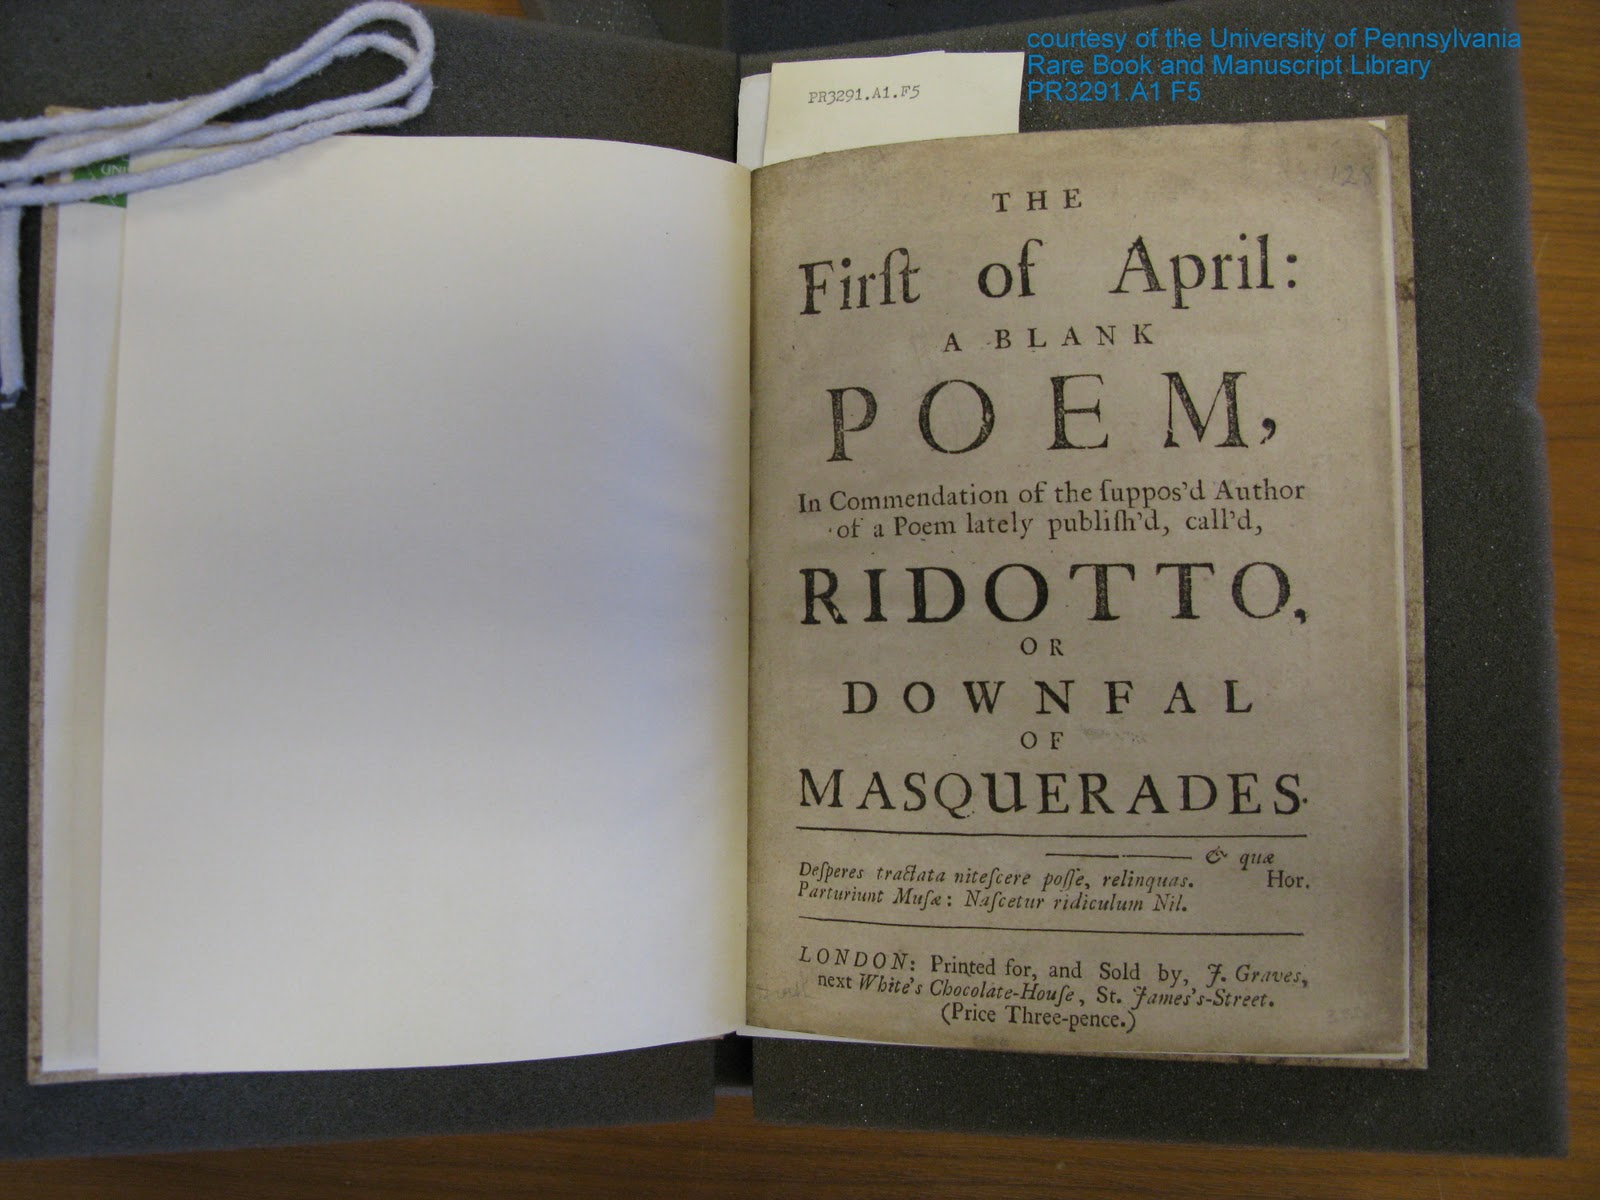 courtesy of the University of Pennsylvania
Rare Book and Manuscript Library
PR3291.A1 F5
PR3291.A1.F5
UNI
128
THE
Firſt of April:
A BLANK
POEM,
In Commendation of the ſuppos'd Author
of a Poem lately publiſh'd, call'd,
RIDOTTO,
OR
DOWNFAL
OF
MASQUERADES.
& quæ
Deſperes tractata niteſcere poſſe, relinquas. Hor.
Parturiunt Muſæ: Naſcetur ridiculum Nil.
LONDON: Printed for, and Sold by, J. Graves,
next White's Chocolate-Houſe, St. James's-Street.
(Price Three-pence.)